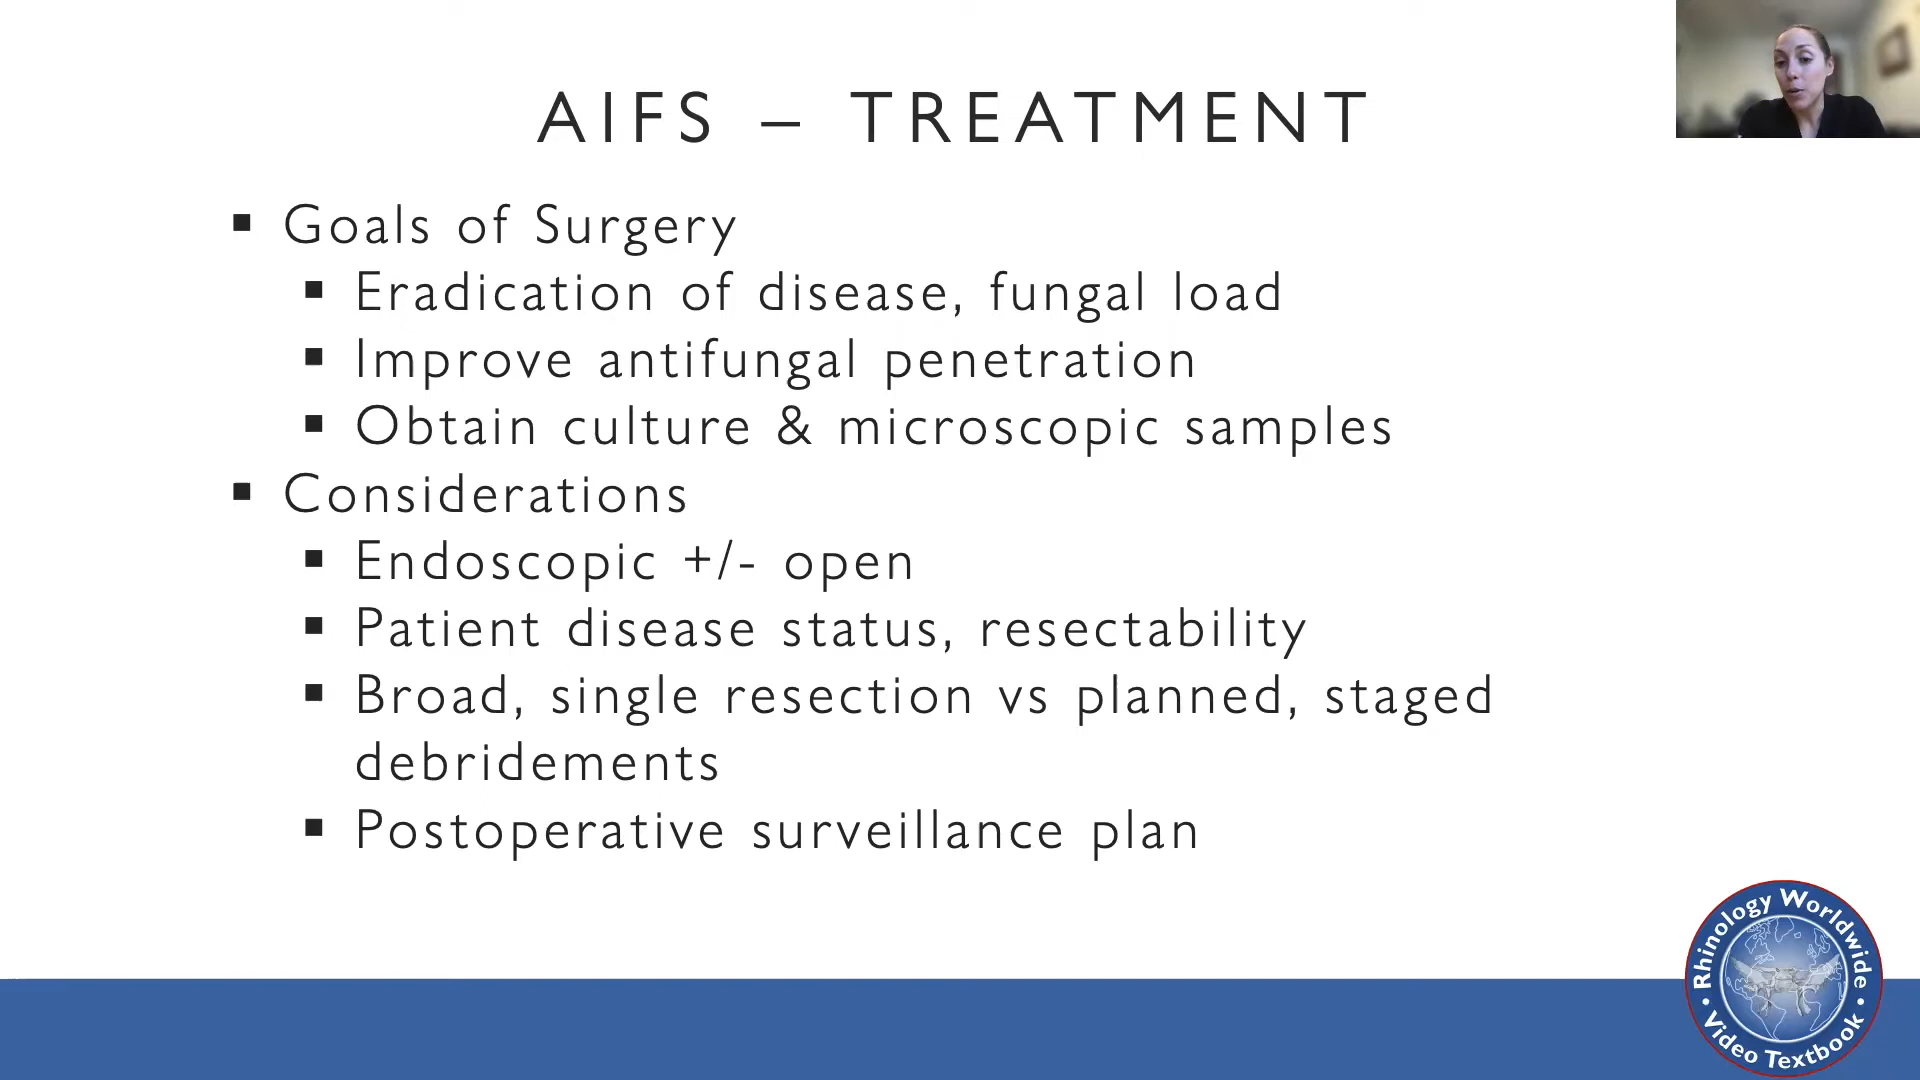 AIFS – TREATMENT
▪ Goals of Surgery
▪ Eradication of disease, fungal load
▪ Improve antifungal penetration
▪ Obtain culture & microscopic samples
▪ Considerations
▪ Endoscopic +/- open
▪ Patient disease status, resectability
▪ Broad, single resection vs planned, staged
debridements
▪ Postoperative surveillance plan
Rhinology Worldwide
• Video Textbook •